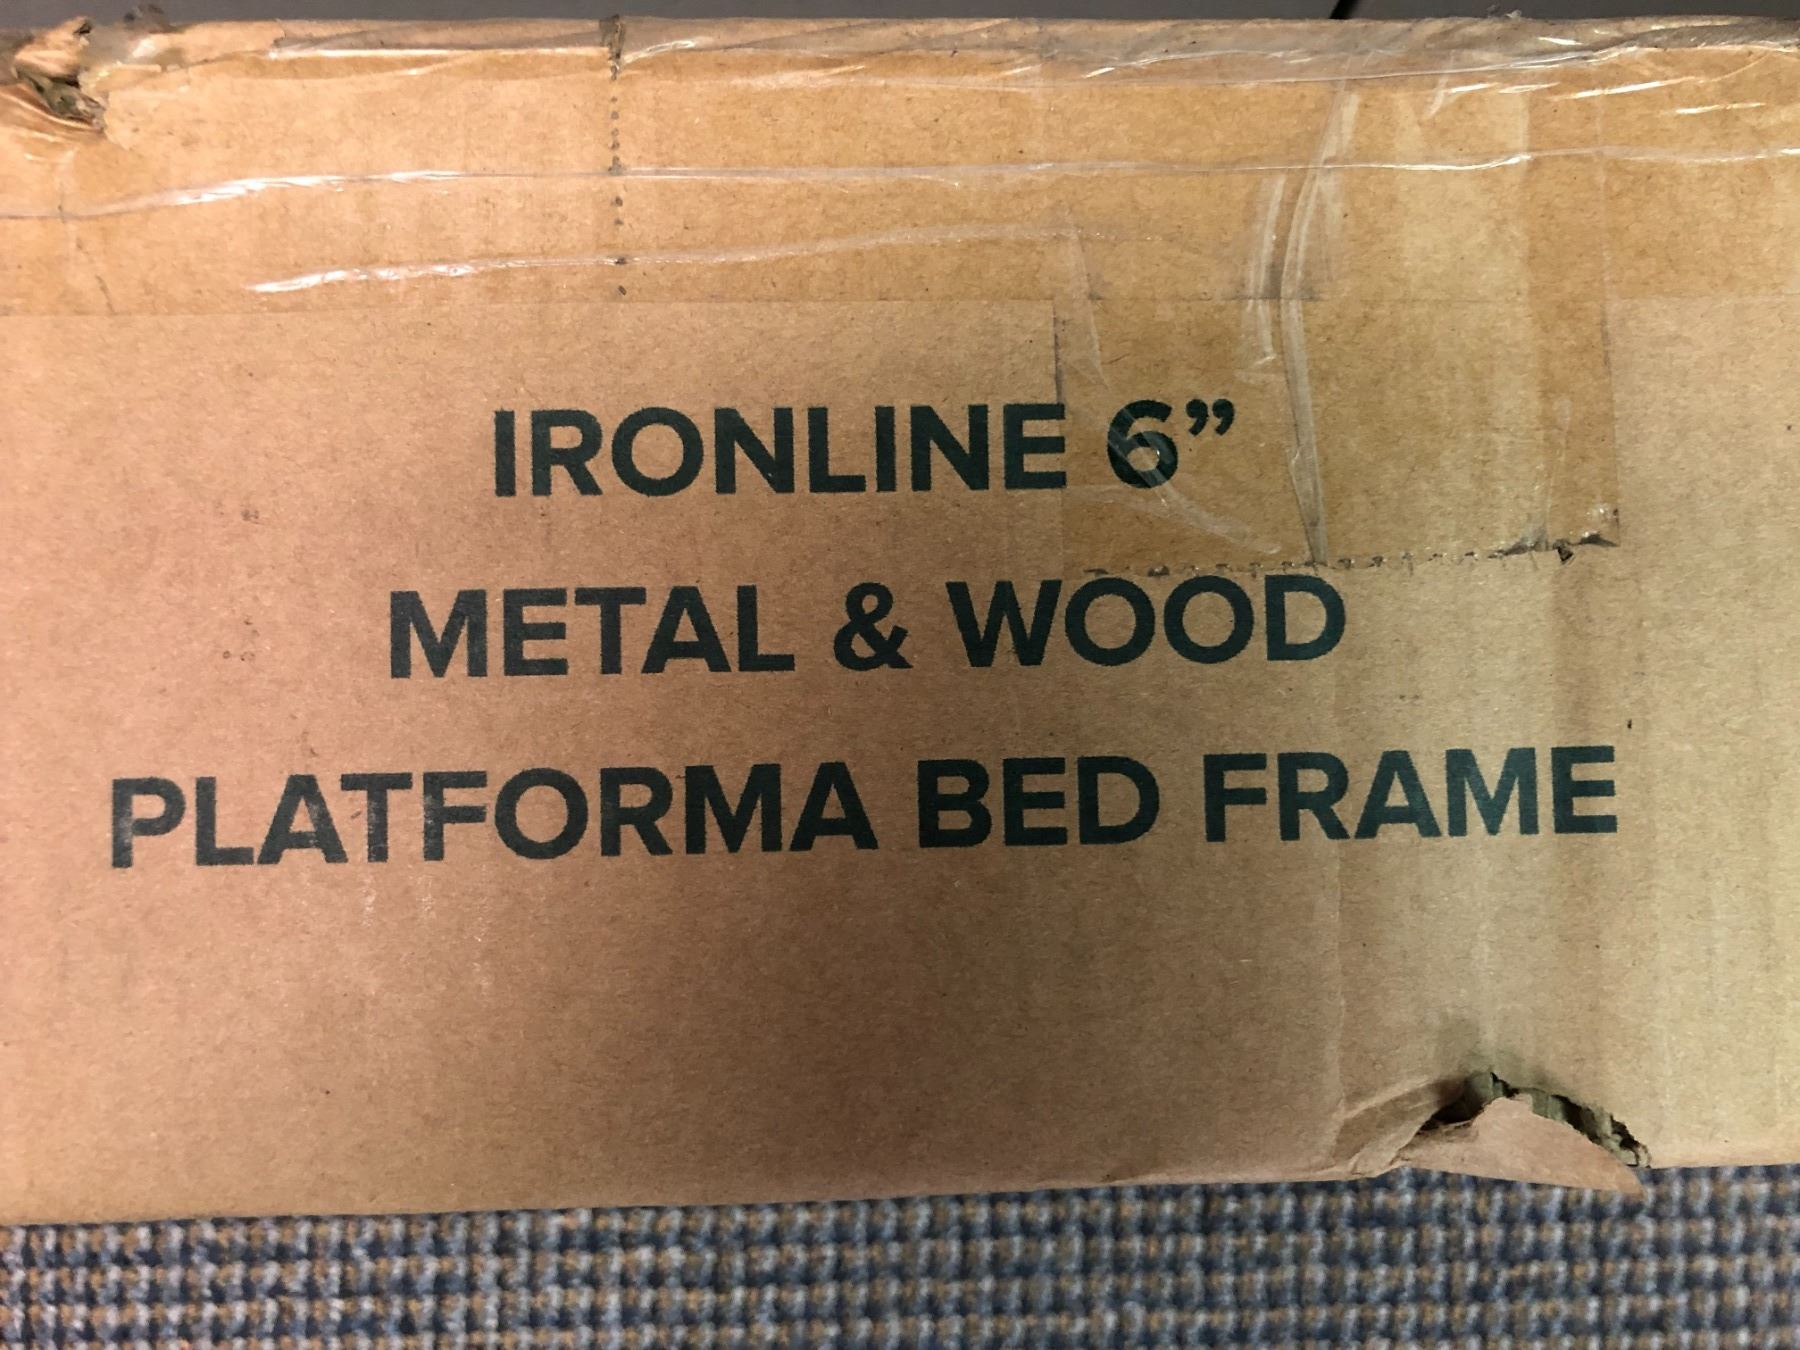 IRONLINE 6”
METAL & WOOD
PLATFORMA BED FRAME